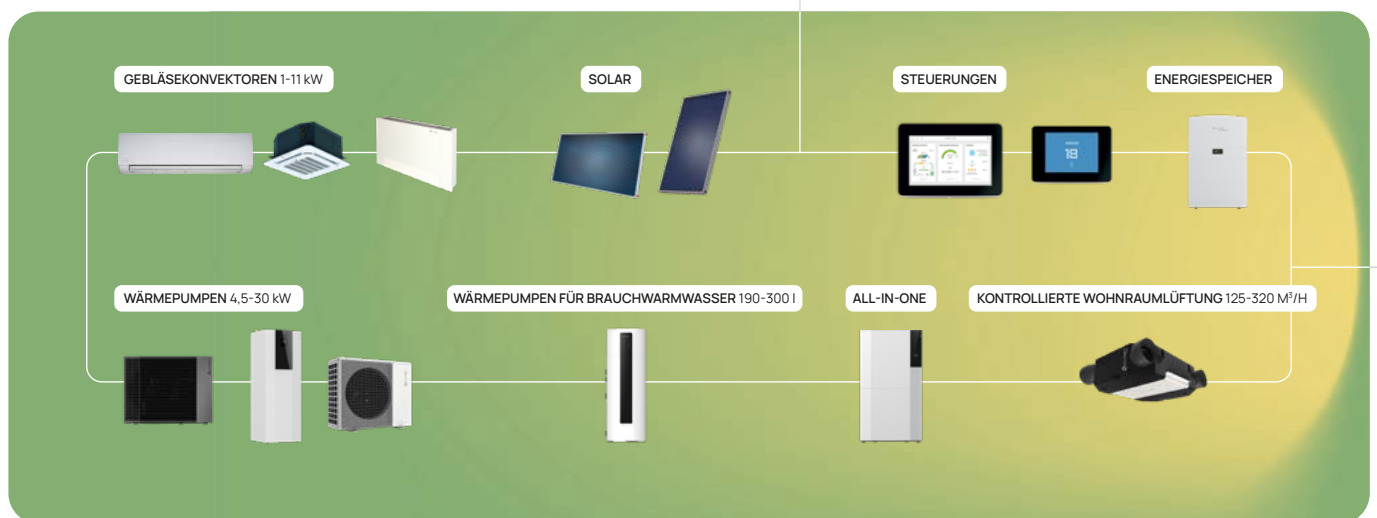 GEBLÄSEKONVEKTOREN 1-11 kW
SOLAR
STEUERUNGEN
ENERGIESPEICHER
18
WÄRMEPUMPEN 4,5-30 kW
WÄRMEPUMPEN FÜR BRAUCHWARMWASSER 190-300 l
ALL-IN-ONE
KONTROLLIERTE WOHNRAUMLÜFTUNG 125-320 M³/H